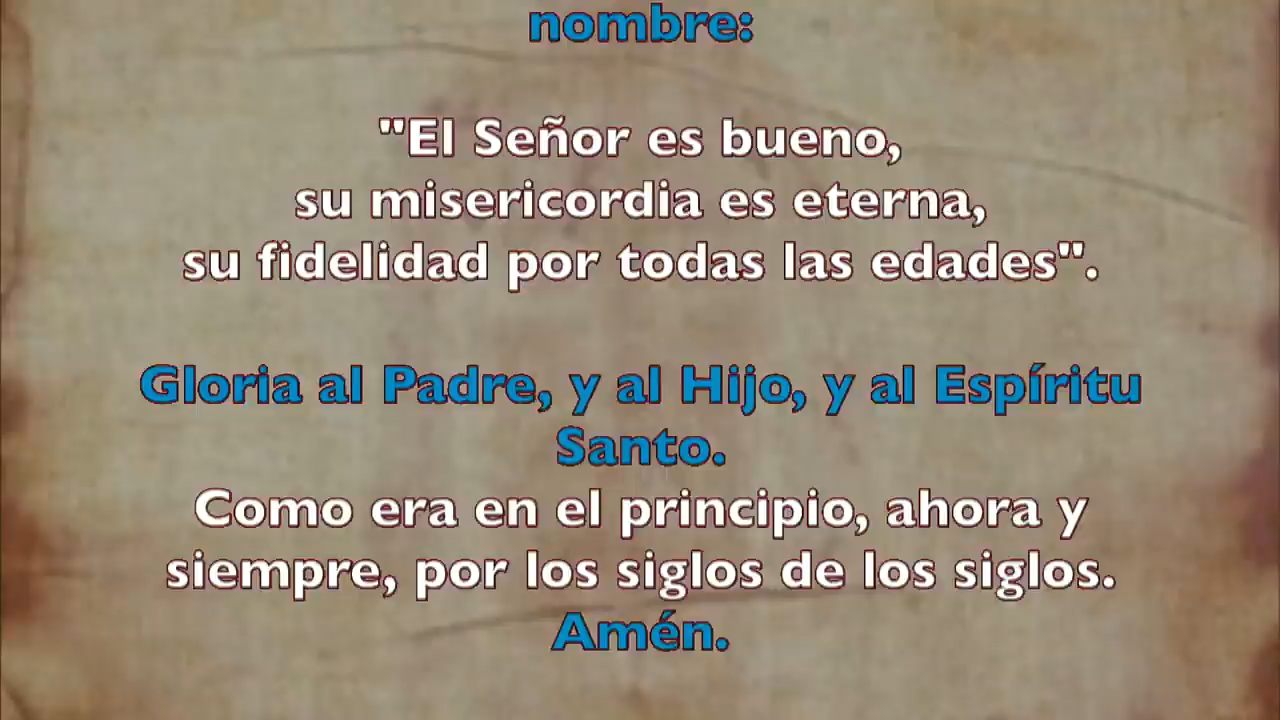 nombre:
"El Señor es bueno,
su misericordia es eterna,
su fidelidad por todas las edades".
Gloria al Padre, y al Hijo, y al Espíritu
Santo.
Como era en el principio, ahora y
siempre, por los siglos de los siglos.
Amén.